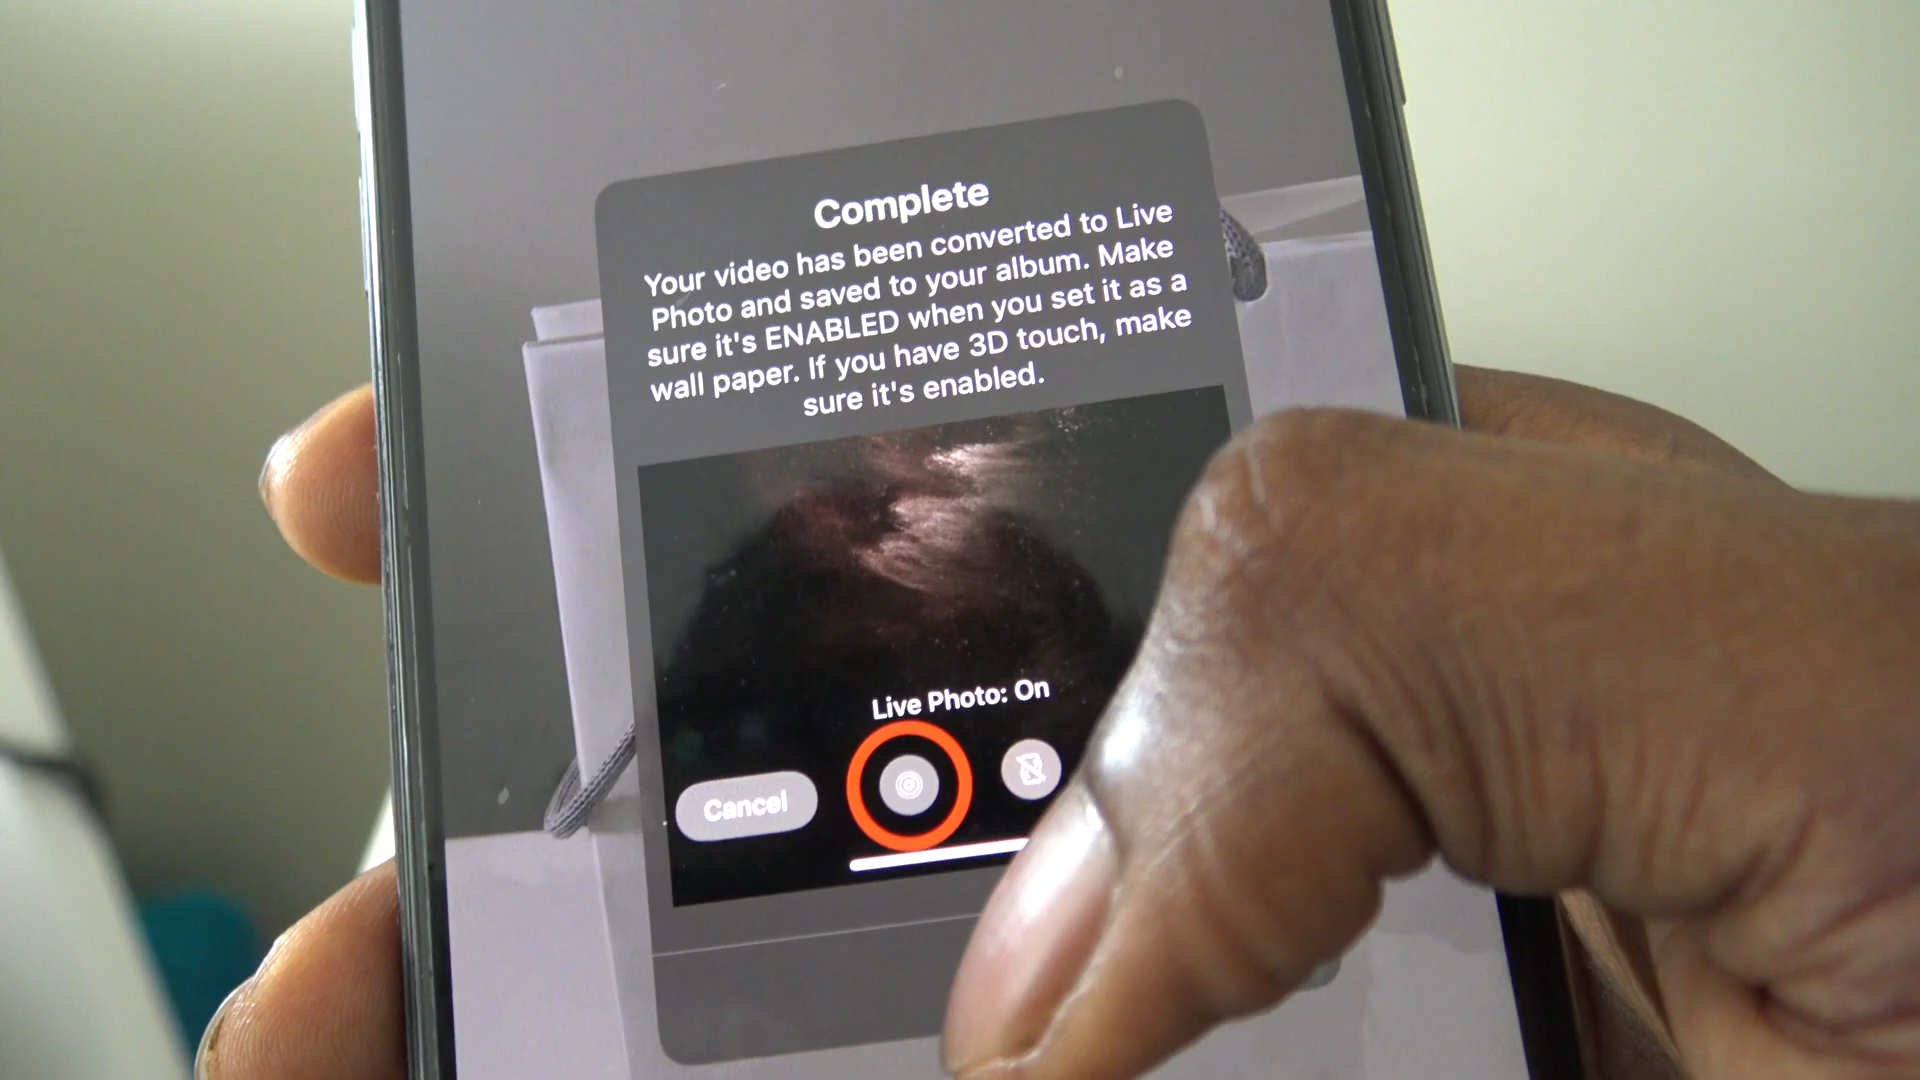 Complete
Your video has been converted to Live
Photo and saved to your album. Make
sure it's ENABLED when you set it as a
wall paper. If you have 3D touch, make
sure it's enabled.
Live Photo: On
Cancel